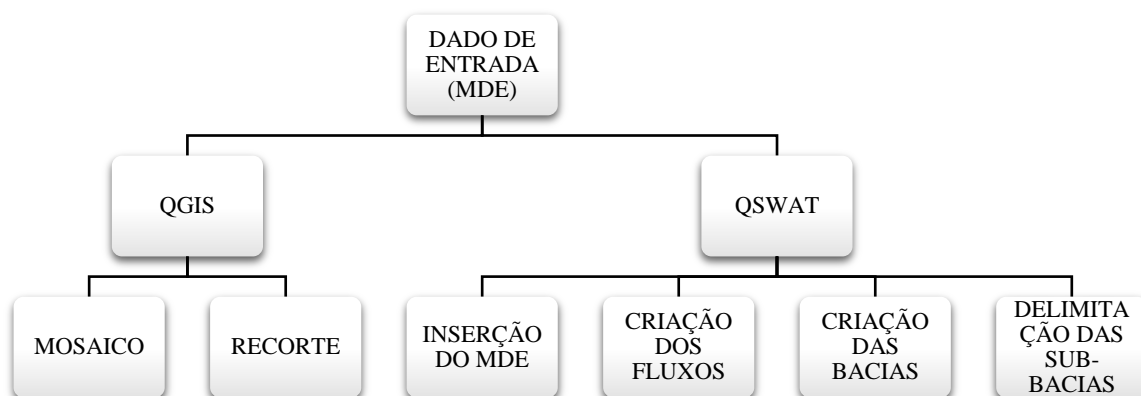 DADO DE
ENTRADA
(MDE)
QGIS
QSWAT
MOSAICO
RECORTE
INSERÇÃO
DO MDE
CRIAÇÃO
DOS
FLUXOS
CRIAÇÃO
DAS
BACIAS
DELIMITA
ÇÃO DAS
SUB-
BACIAS